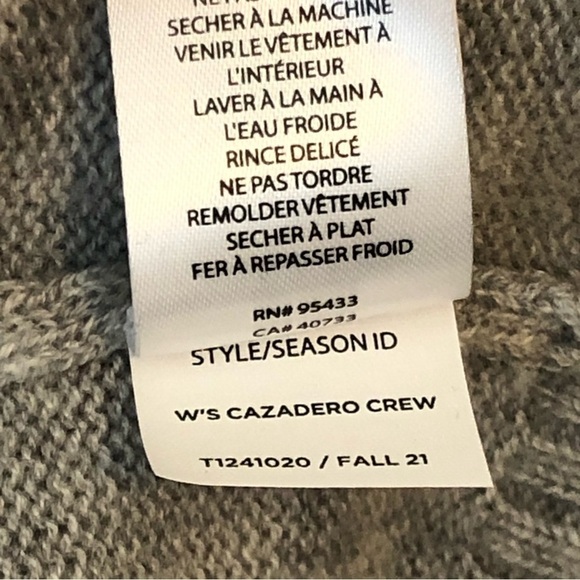 SECHER À LA MACHINE
VENIR LE VÊTEMENT À
L'INTÉRIEUR
LAVER À LA MAIN À
L'EAU FROIDE
RINCE DELICÉ
NE PAS TORDRE
REMOLDER VÊTEMENT
SECHER À PLAT
FER À REPASSER FROID
RN# 95433
CA# 40733
STYLE/SEASON ID
W'S CAZADERO CREW
T1241020 / FALL 21